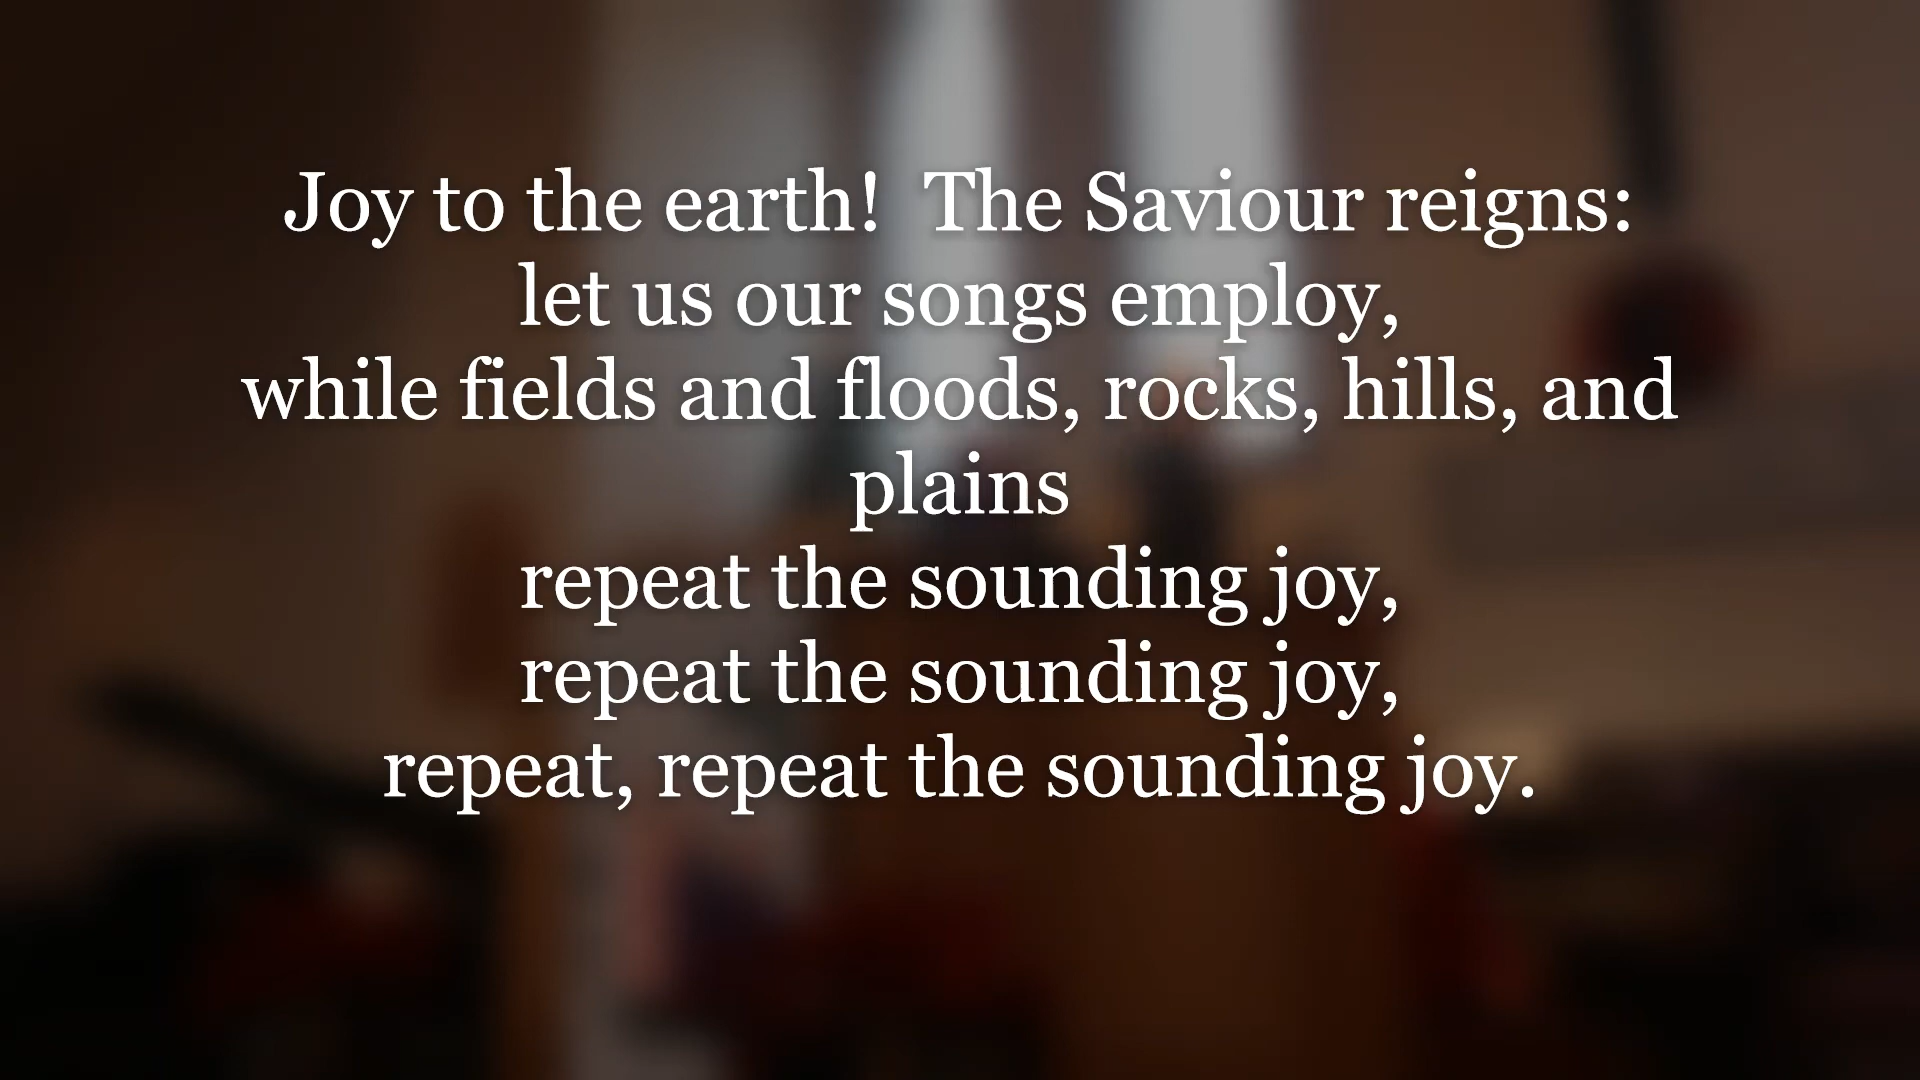 Joy to the earth!  The Saviour reigns:
let us our songs employ,
while fields and floods, rocks, hills, and
plains
repeat the sounding joy,
repeat the sounding joy,
repeat, repeat the sounding joy.